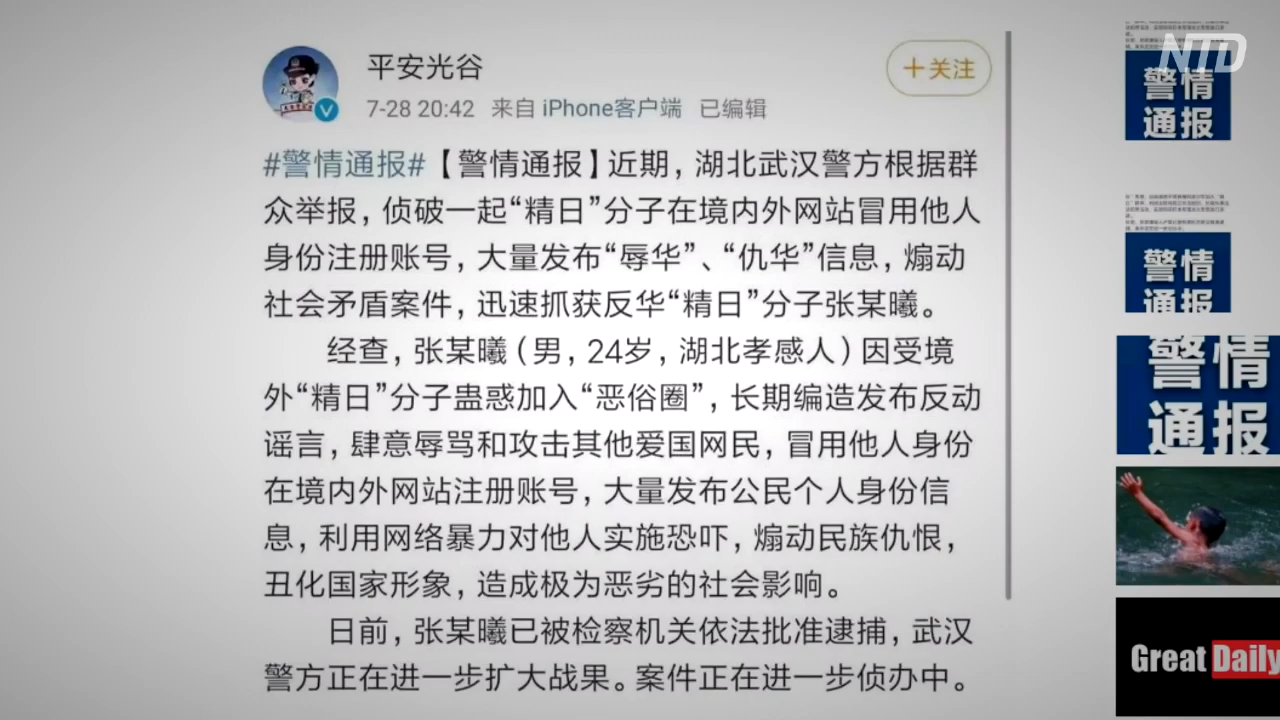 平安光谷
+关注
7-28 20:42 来自 iPhone客户端 已编辑
#警情通报#【警情通报】近期，湖北武汉警方根据群
众举报，侦破一起“精日”分子在境内外网站冒用他人
身份注册账号，大量发布“辱华”、“仇华”信息，煽动
社会矛盾案件，迅速抓获反华“精日”分子张某曦。
经查，张某曦（男，24岁，湖北孝感人）因受境
外“精日”分子蛊惑加入“恶俗圈”，长期编造发布反动
谣言，肆意辱骂和攻击其他爱国网民，冒用他人身份
在境内外网站注册账号，大量发布公民个人身份信
息，利用网络暴力对他人实施恐吓，煽动民族仇恨，
丑化国家形象，造成极为恶劣的社会影响。
日前，张某曦已被检察机关依法批准逮捕，武汉
警方正在进一步扩大战果。案件正在进一步侦办中。
NTD
警情
通报
警情
通报
警情
通报
Great Daily